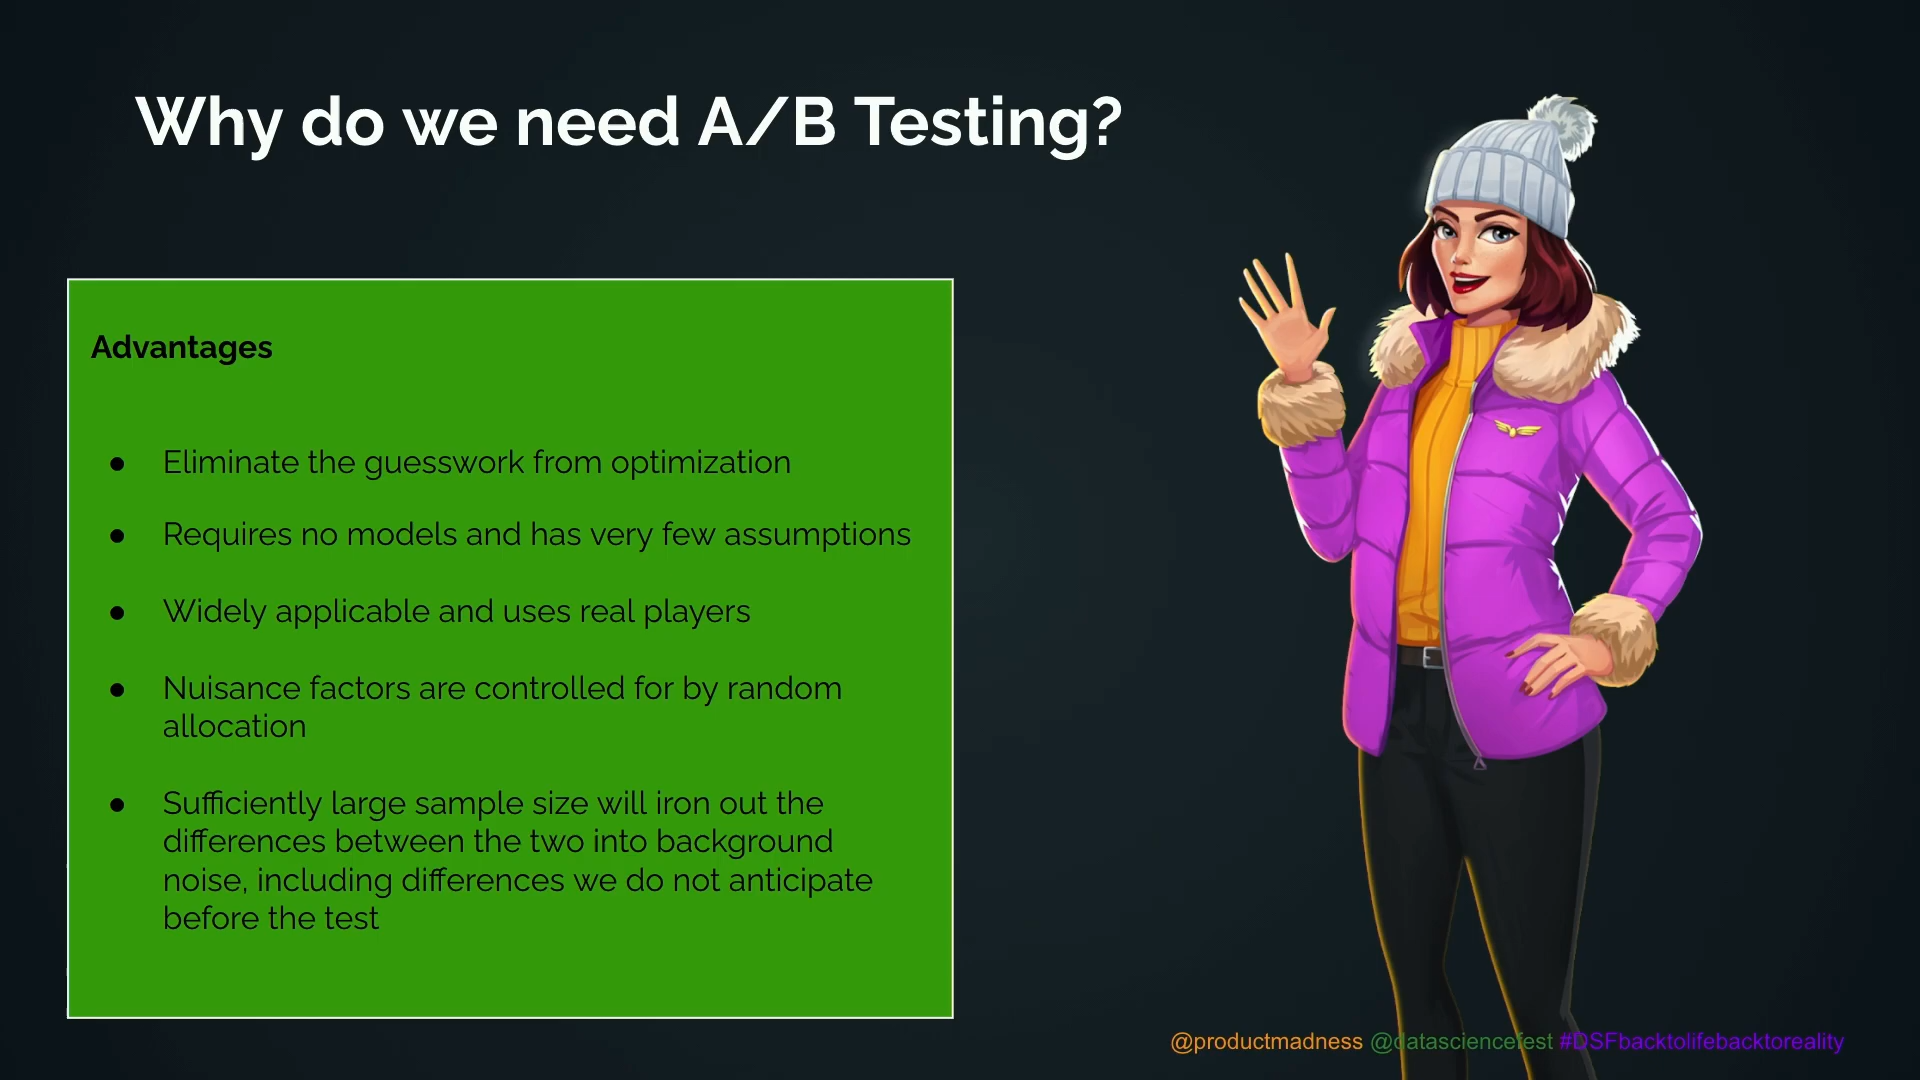 Why do we need A/B Testing?
Advantages
● Eliminate the guesswork from optimization
● Requires no models and has very few assumptions
● Widely applicable and uses real players
● Nuisance factors are controlled for by random
allocation
● Sufficiently large sample size will iron out the
differences between the two into background
noise, including differences we do not anticipate
before the test
@productmadness @datasciencefest #DSFbacktolifebacktoreality